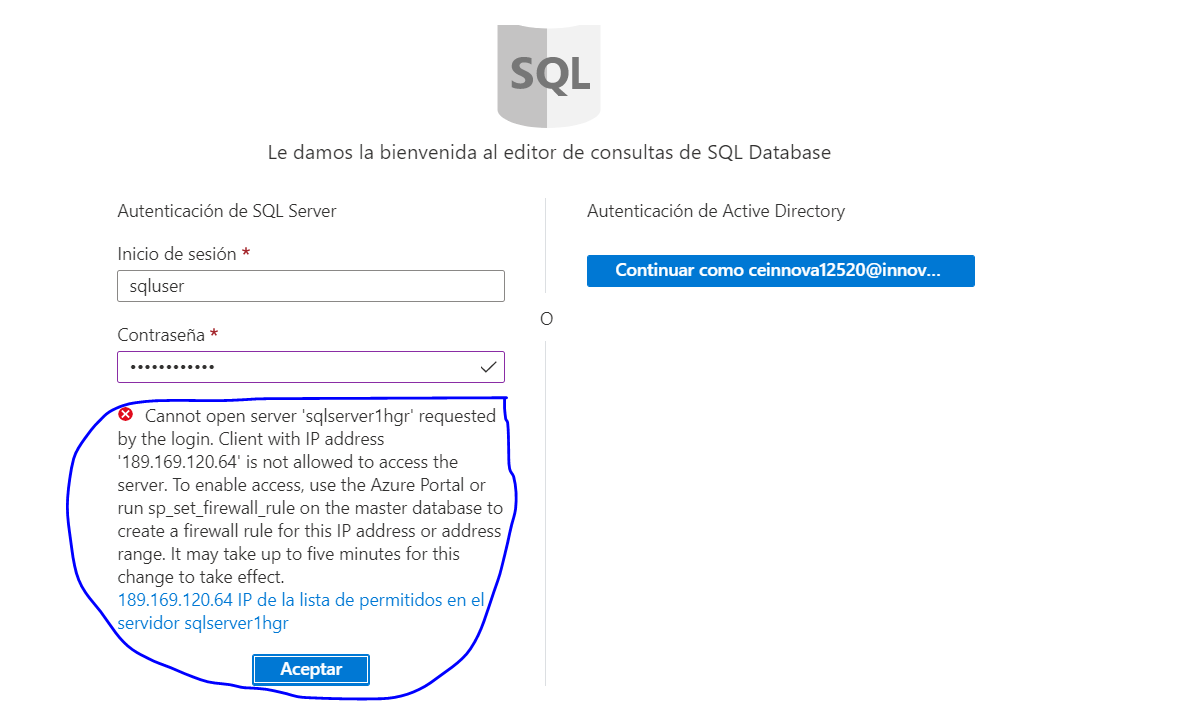 SQL
Le damos la bienvenida al editor de consultas de SQL Database
Autenticación de SQL Server
Inicio de sesión *
sqluser
Contraseña *
••••••••••••
Cannot open server 'sqlserver1hgr' requested
by the login. Client with IP address
'189.169.120.64' is not allowed to access the
server. To enable access, use the Azure Portal or
run sp_set_firewall_rule on the master database to
create a firewall rule for this IP address or address
range. It may take up to five minutes for this
change to take effect.
189.169.120.64 IP de la lista de permitidos en el
servidor sqlserver1hgr
Aceptar
O
Autenticación de Active Directory
Continuar como ceinnova12520@innov...